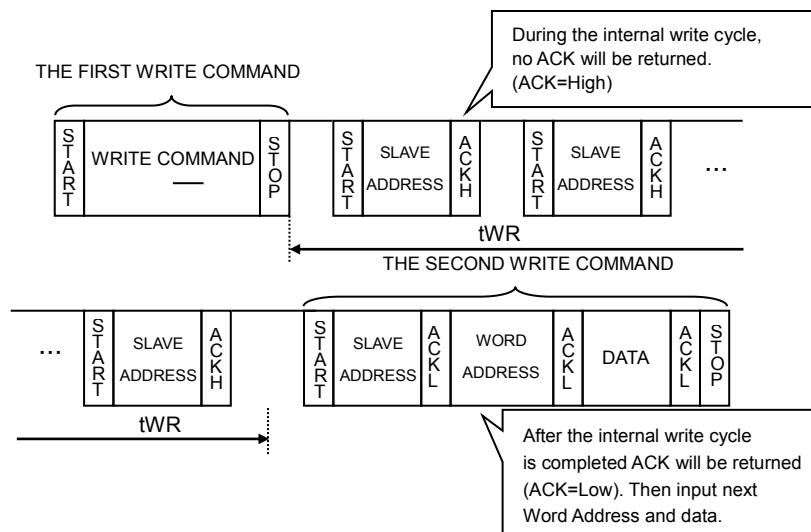 During the internal write cycle,
no ACK will be returned.
(ACK=High)
THE FIRST WRITE COMMAND
START
WRITE COMMAND
STOP
START
SLAVE
ADDRESS
ACKH
START
SLAVE
ADDRESS
ACKH
...
tWR
THE SECOND WRITE COMMAND
...
START
SLAVE
ADDRESS
ACKH
START
SLAVE
ADDRESS
ACKL
WORD
ADDRESS
ACKL
DATA
ACKL
STOP
tWR
After the internal write cycle
is completed ACK will be returned
(ACK=Low). Then input next
Word Address and data.